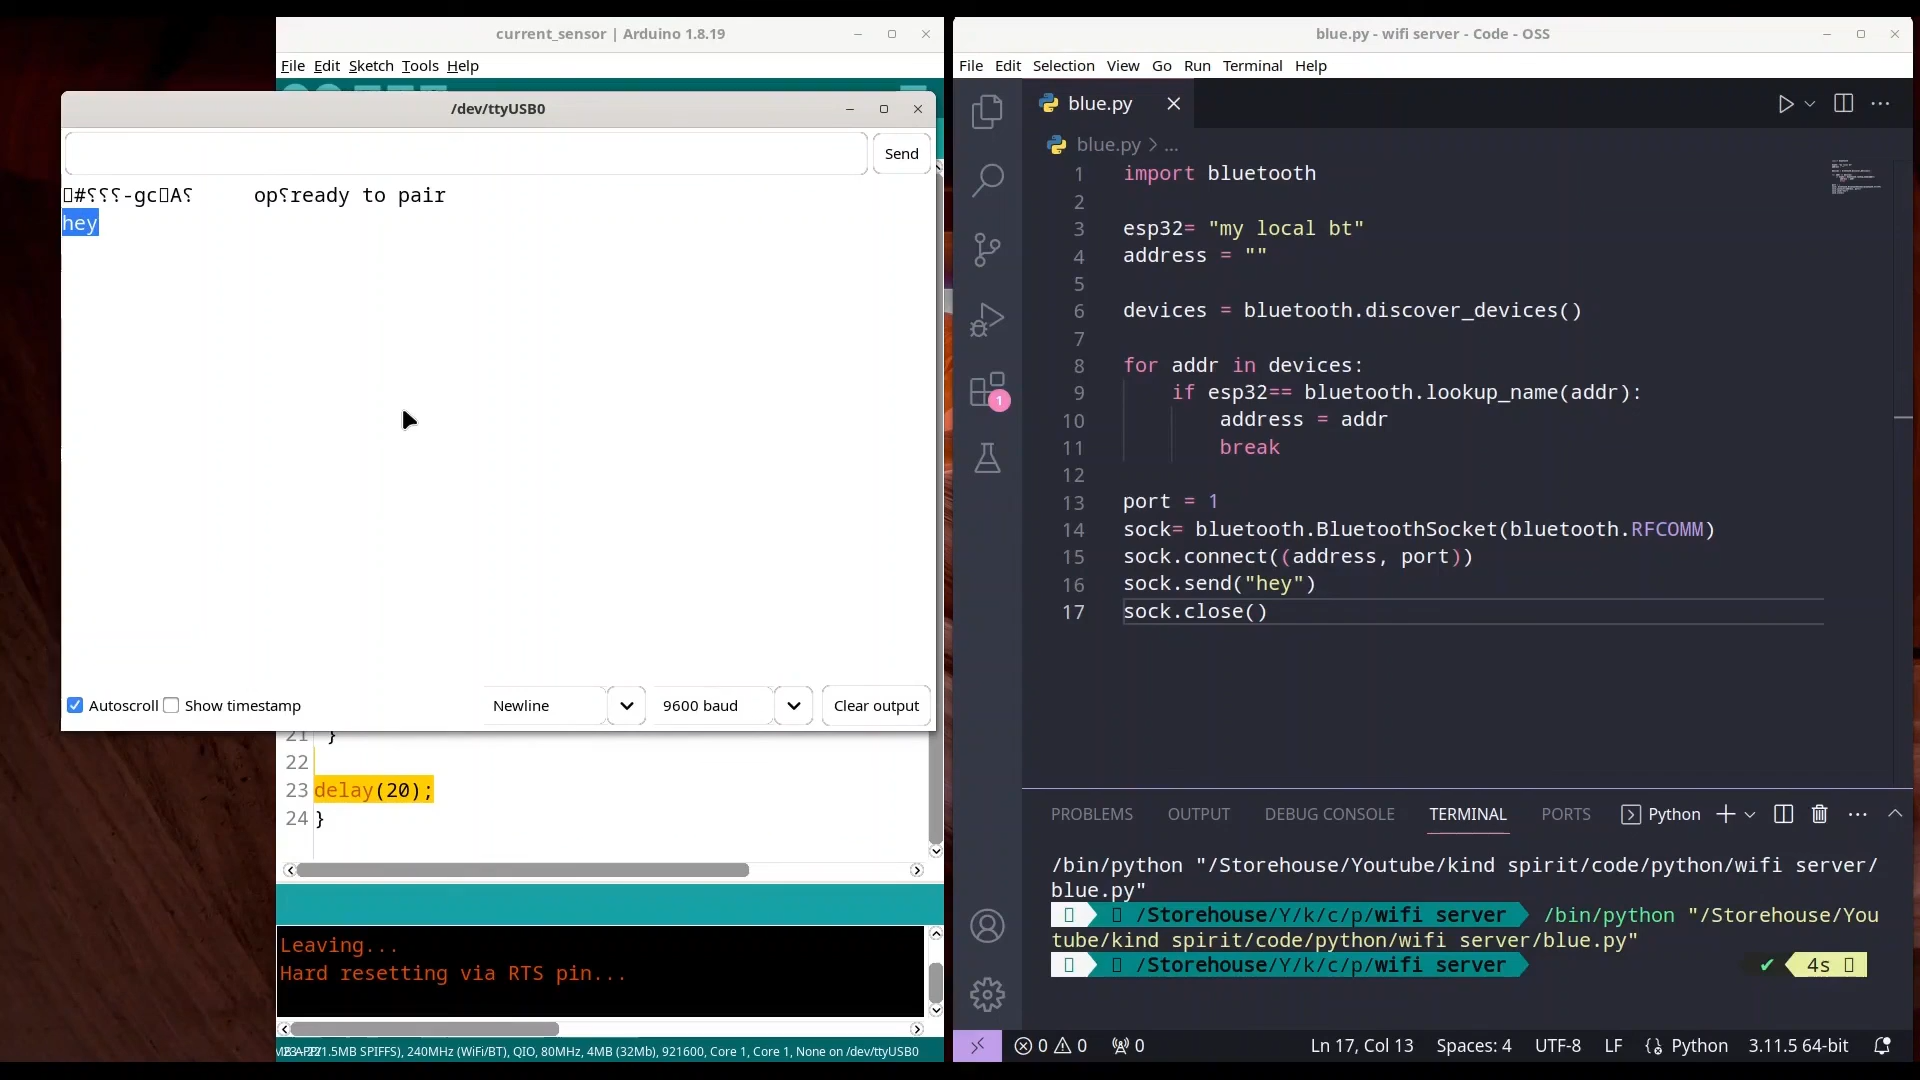 current_sensor | Arduino 1.8.19
File Edit Sketch Tools Help
/dev/ttyUSB0
Send
ready to pair
hey
Autoscroll
Show timestamp
Newline
9600 baud
Clear output
21 }
22
23 delay(20);
24 }
Leaving...
Hard resetting via RTS pin...
1.5MB SPIFFS), 240MHz (WiFi/BT), QIO, 80MHz, 4MB (32Mb), 921600, Core 1, Core 1, None on /dev/ttyUSB0
blue.py - wifi server - Code - OSS
File Edit Selection View Go Run Terminal Help
blue.py
blue.py > ...
1 import bluetooth
2
3 esp32= "my local bt"
4 address = ""
5
6 devices = bluetooth.discover_devices()
7
8 for addr in devices:
9 if esp32== bluetooth.lookup_name(addr):
10 address = addr
11 break
12
13 port = 1
14 sock= bluetooth.BluetoothSocket(bluetooth.RFCOMM)
15 sock.connect((address, port))
16 sock.send("hey")
17 sock.close()
1
PROBLEMS OUTPUT DEBUG CONSOLE TERMINAL PORTS Python
/bin/python "/Storehouse/Youtube/kind spirit/code/python/wifi server/
blue.py"
/Storehouse/Y/k/c/p/wifi server /bin/python "/Storehouse/You
tube/kind spirit/code/python/wifi server/blue.py"
/Storehouse/Y/k/c/p/wifi server ✔ 4s
0 0 0 Ln 17, Col 13 Spaces: 4 UTF-8 LF Python 3.11.5 64-bit